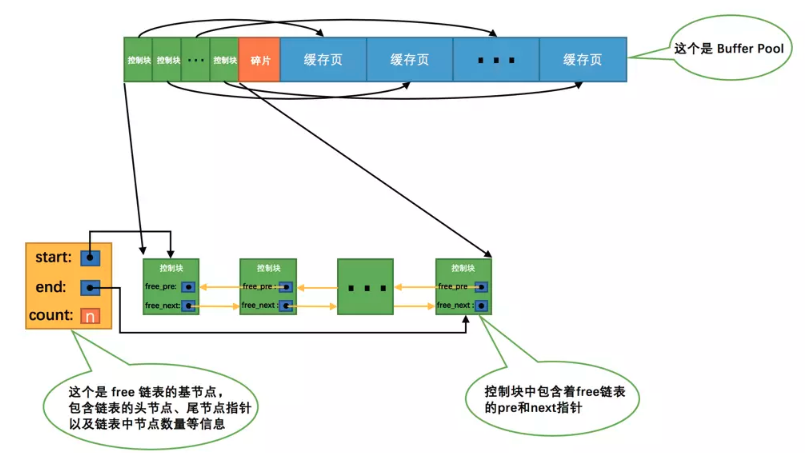 控制块 控制块 ··· 控制块 碎片 缓存页 缓存页 ··· 缓存页
这个是 Buffer Pool
start:
end:
count: n
控制块
free_pre:
free_next:
控制块
free_pre
free_next :
···
控制块
free_pre
free_next :
这个是 free 链表的基节点，
包含链表的头节点、尾节点指针
以及链表中节点数量等信息
控制块中包含着free链表
的pre和next指针